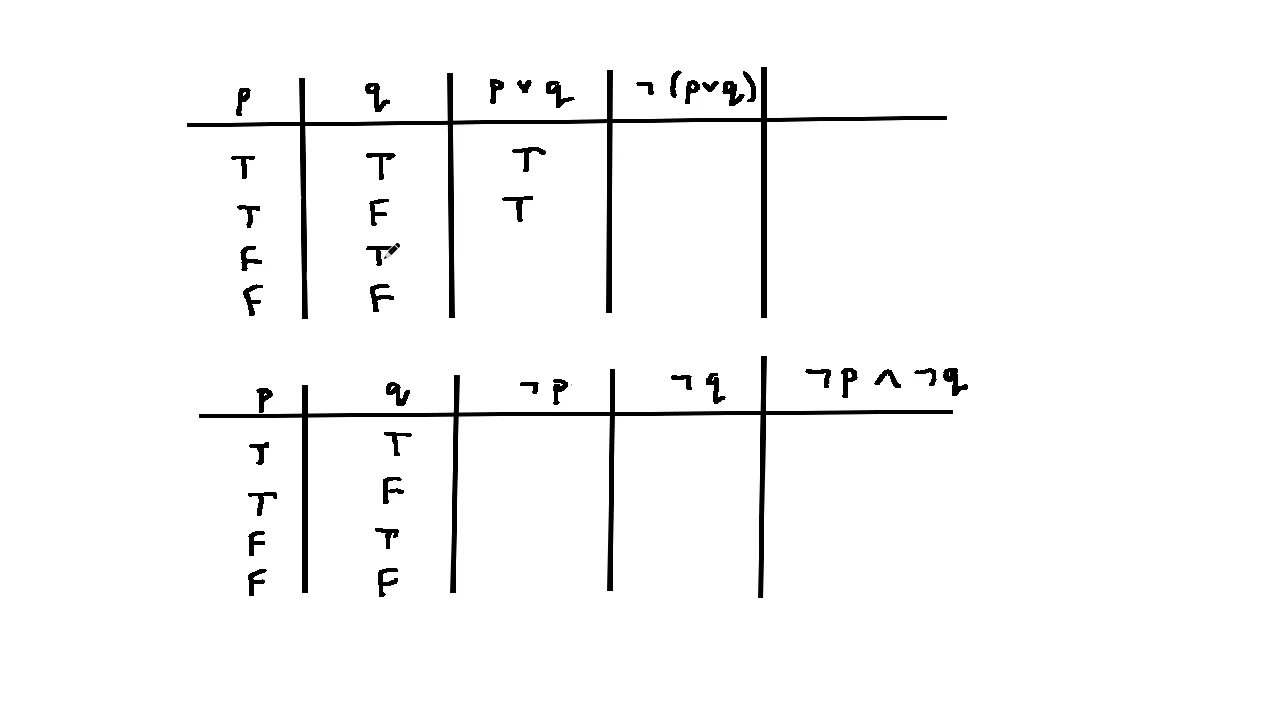 p q p ∨ q ¬ (p∨q)
T T T
T F T
F T
F F
p q ¬ p ¬ q ¬ p ∧ ¬ q
T T
T F
F T
F F